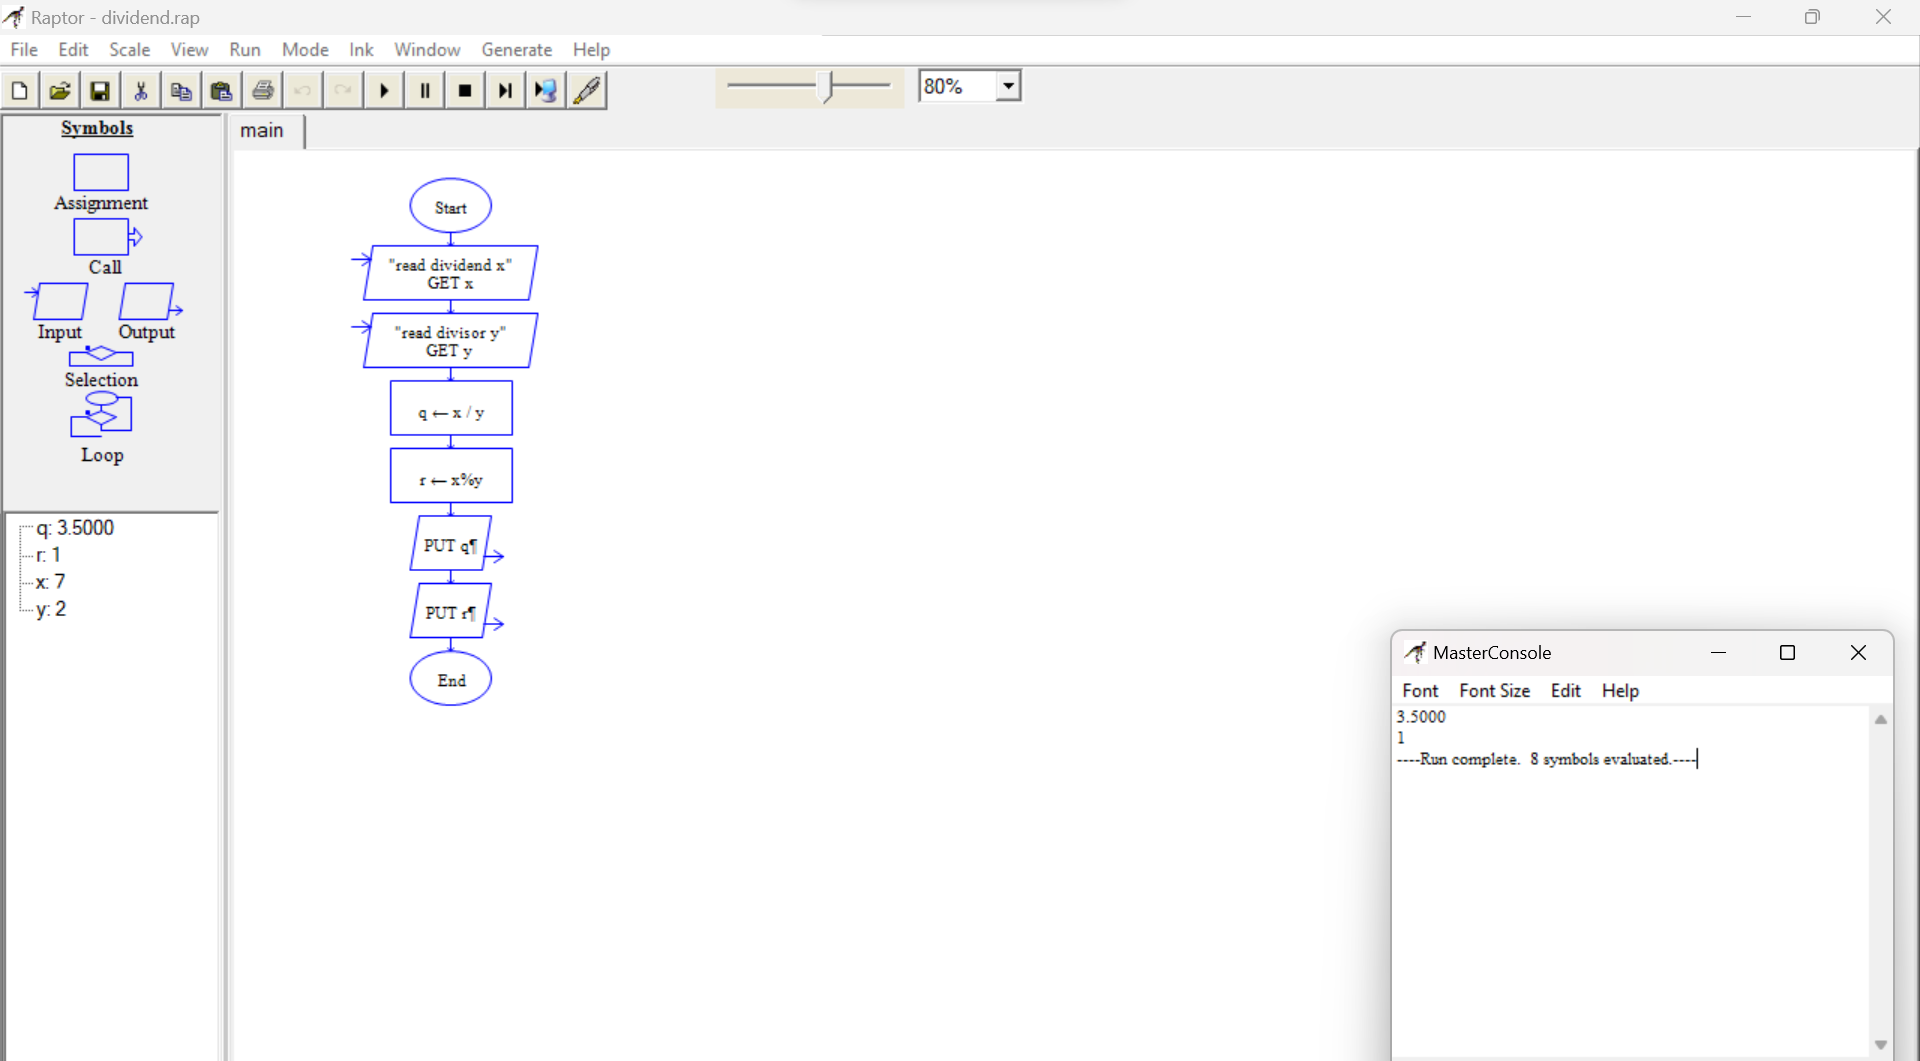 Raptor - dividend.rap
File Edit Scale View Run Mode Ink Window Generate Help
80%
Symbols
Assignment
Call
Input Output
Selection
Loop
q: 3.5000
r: 1
x: 7
y: 2
main
Start
"read dividend x"
GET x
"read divisor y"
GET y
q ← x / y
r ← x%y
PUT q¶
PUT r¶
End
MasterConsole
Font Font Size Edit Help
3.5000
1
----Run complete.  8 symbols evaluated.----